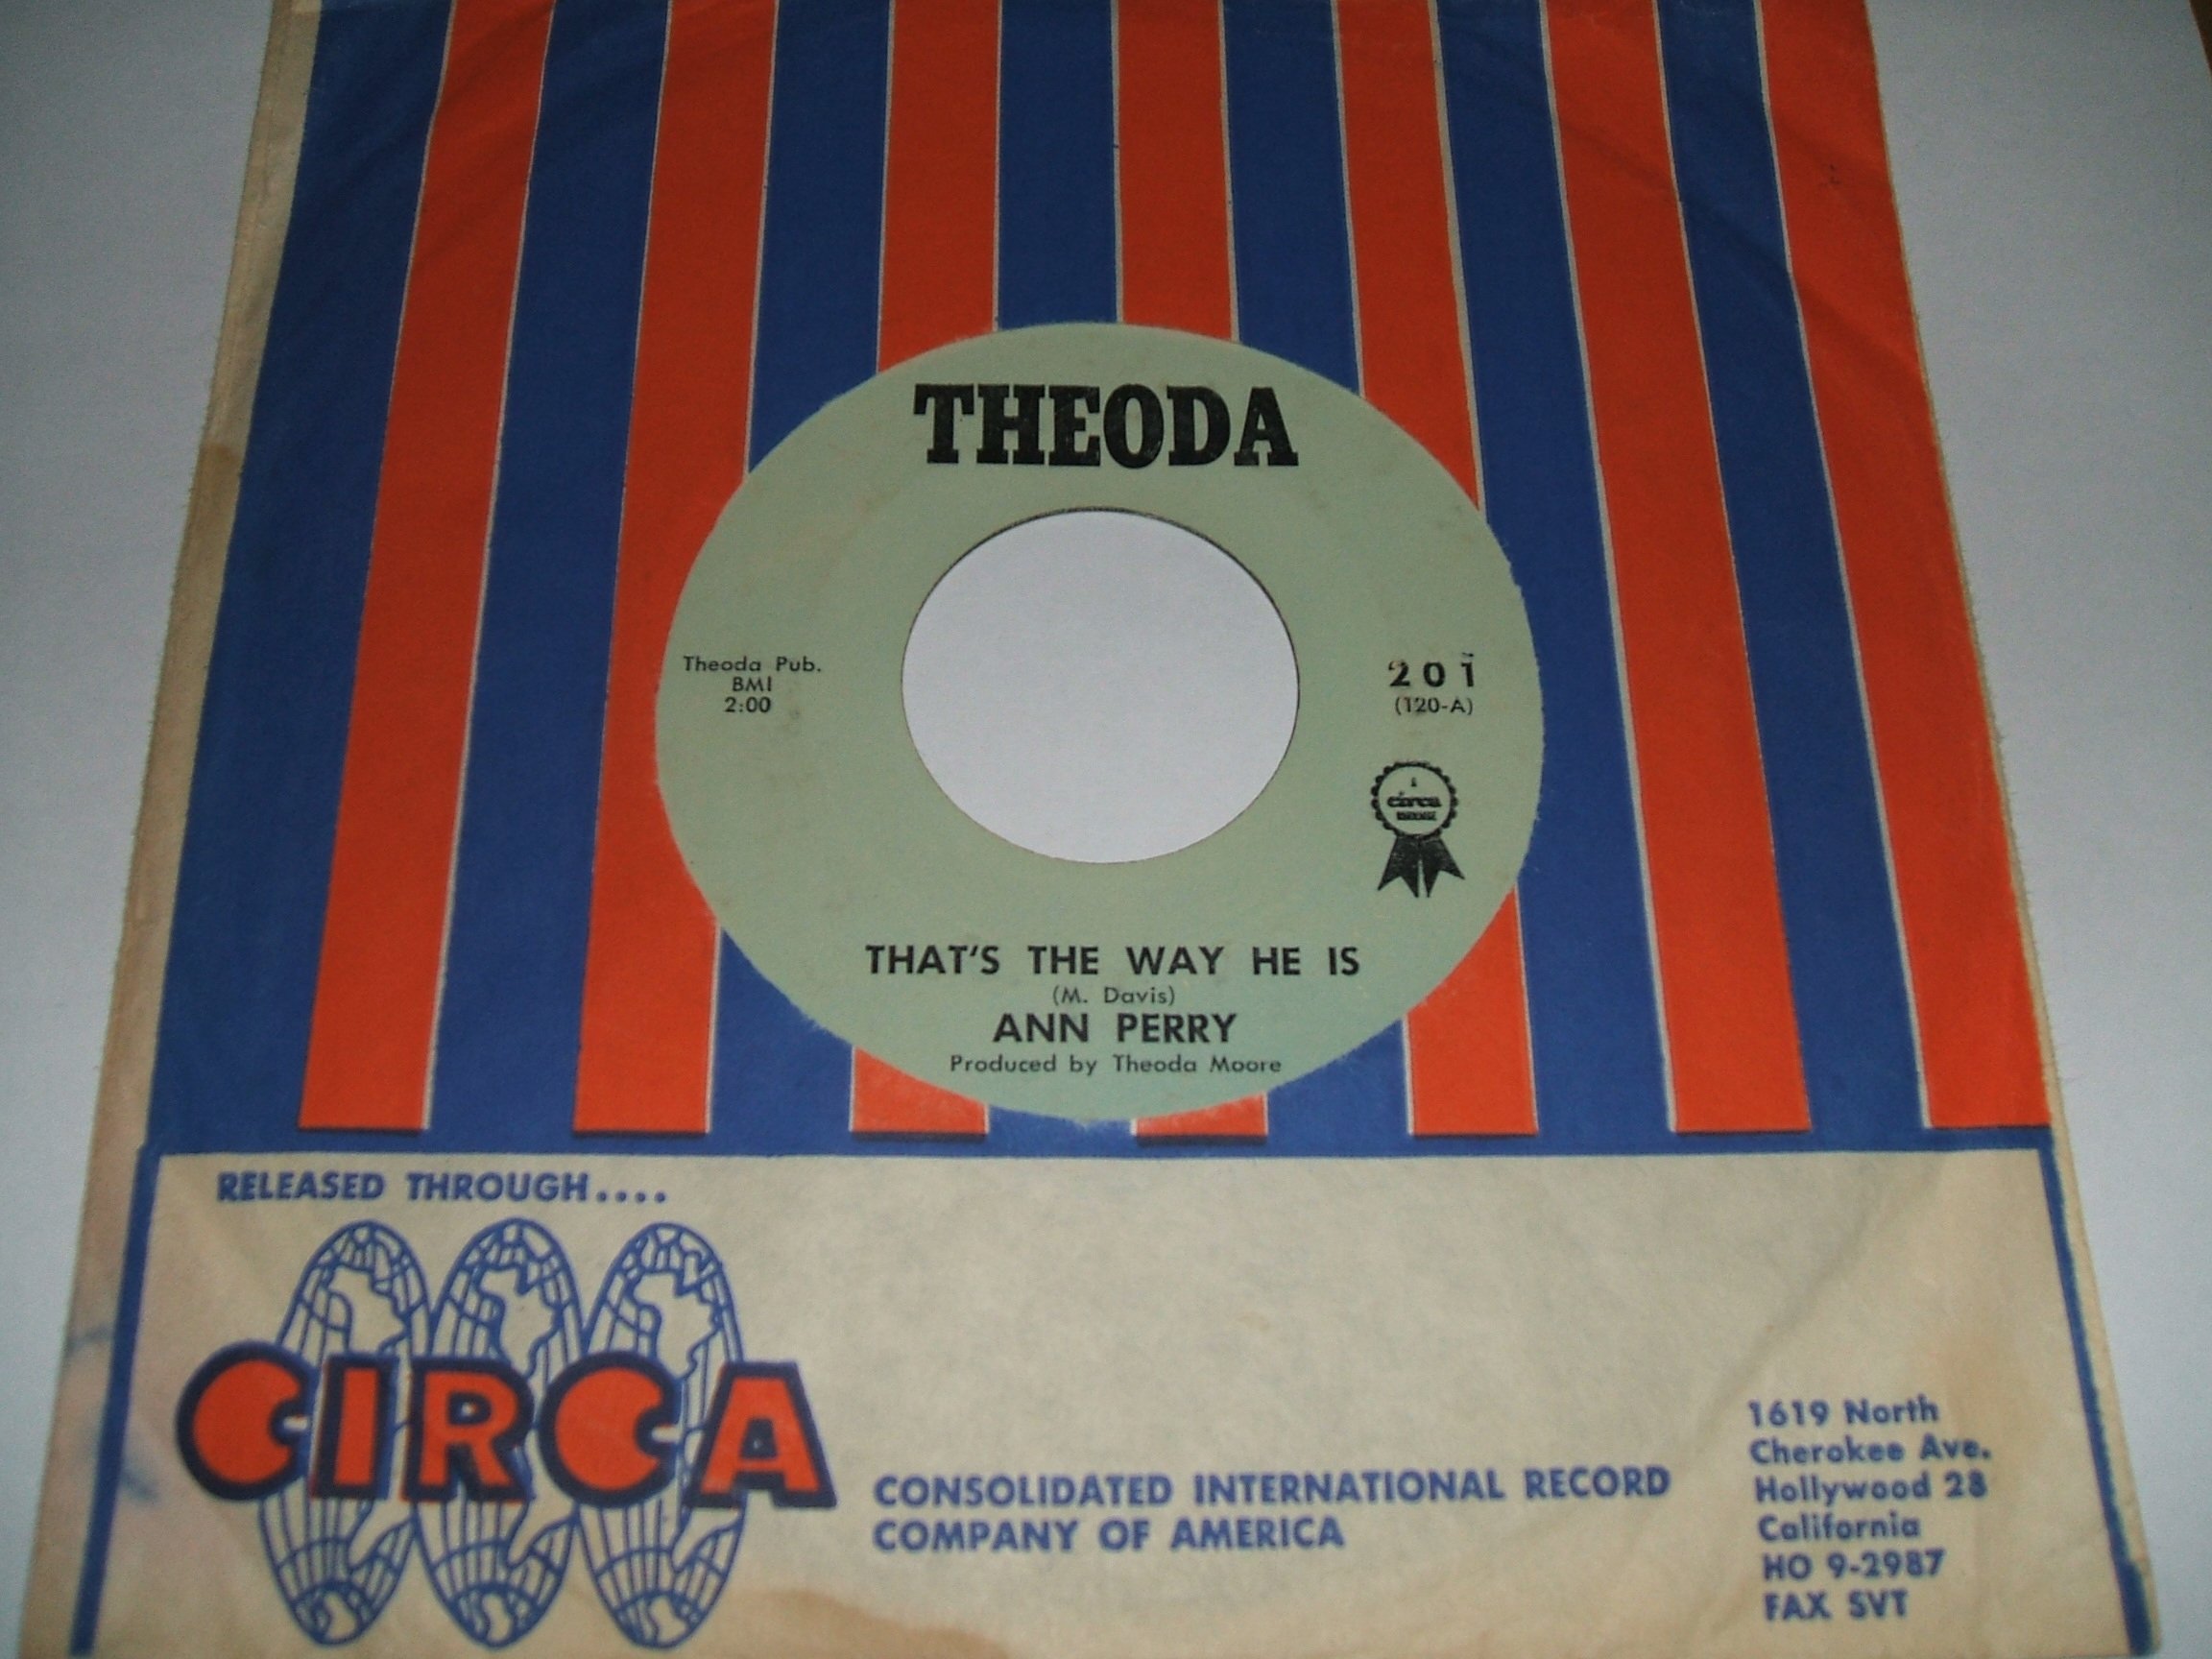 THEODA
Theoda Pub.
BMI
2:00
201
(120-A)
circa
THAT'S THE WAY HE IS
(M. Davis)
ANN PERRY
Produced by Theoda Moore
RELEASED THROUGH....
CIRCA
CONSOLIDATED INTERNATIONAL RECORD
COMPANY OF AMERICA
1619 North
Cherokee Ave.
Hollywood 28
California
HO 9-2987
FAX SVT